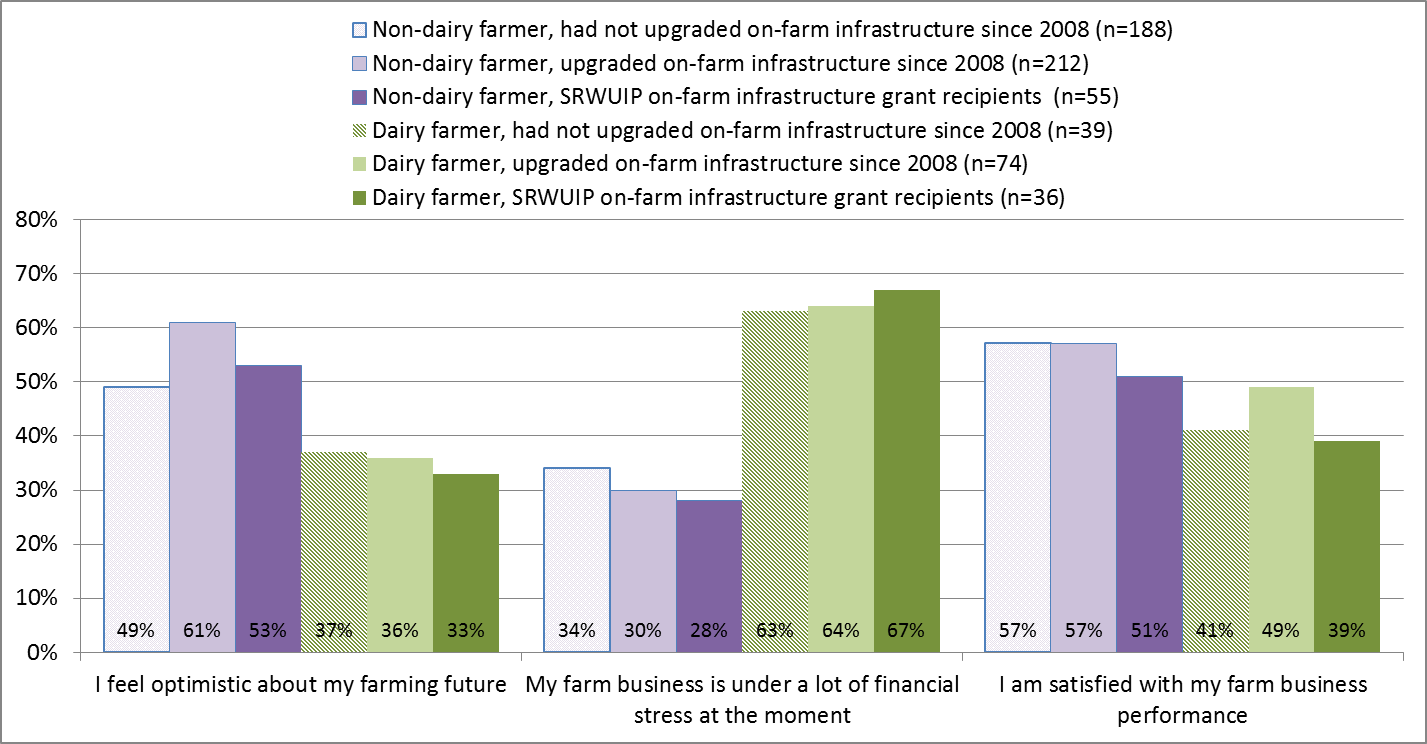 Non-dairy farmer, had not upgraded on-farm infrastructure since 2008 (n=188)
Non-dairy farmer, upgraded on-farm infrastructure since 2008 (n=212)
Non-dairy farmer, SRWUIP on-farm infrastructure grant recipients (n=55)
Dairy farmer, had not upgraded on-farm infrastructure since 2008 (n=39)
Dairy farmer, upgraded on-farm infrastructure since 2008 (n=74)
Dairy farmer, SRWUIP on-farm infrastructure grant recipients (n=36)
80%
70%
60%
50%
40%
30%
20%
10%
0%
49% 61% 53% 37% 36% 33% 34% 30% 28% 63% 64% 67% 57% 57% 51% 41% 49% 39%
I feel optimistic about my farming future
My farm business is under a lot of financial
stress at the moment
I am satisfied with my farm business
performance